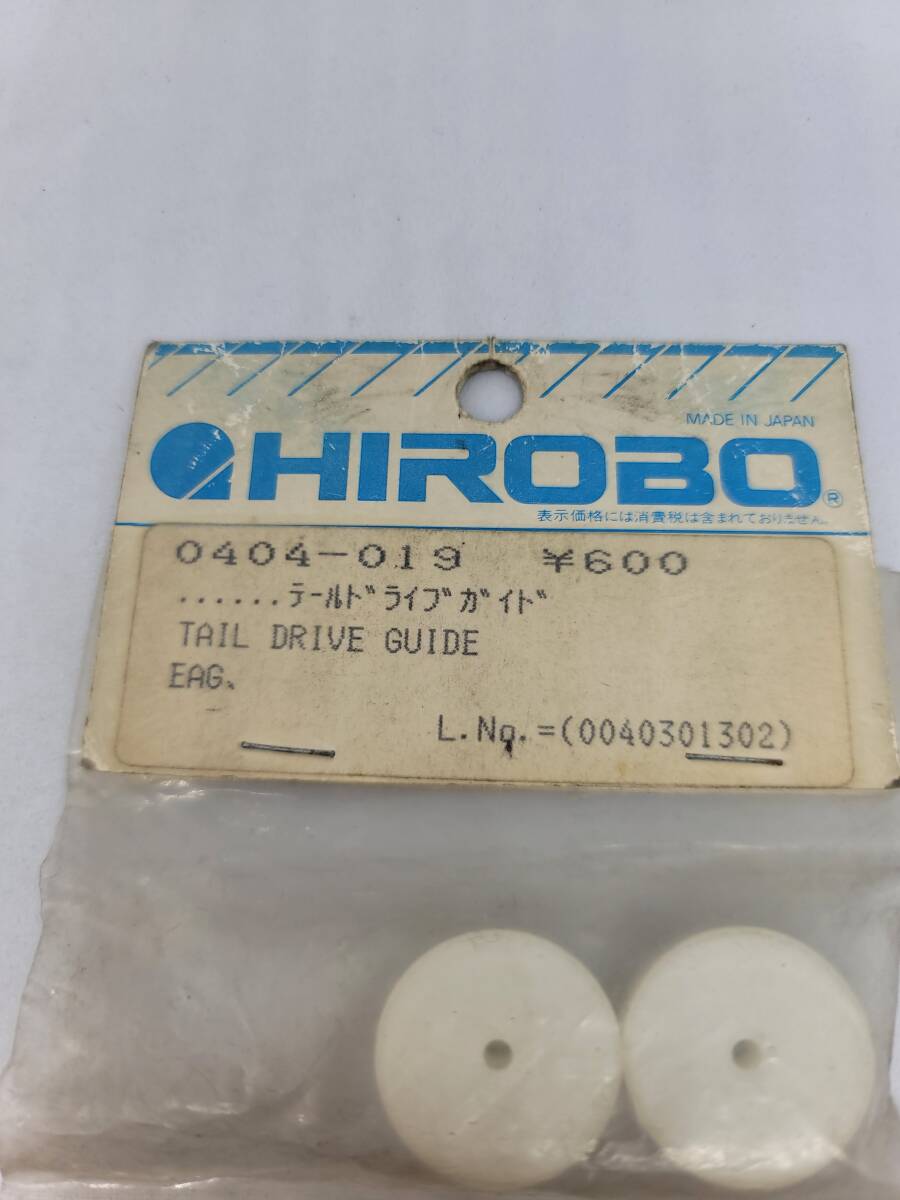 MADE IN JAPAN
HIROBO®
表示価格には消費税は含まれておりません。
0404-019 ¥600
......テールドライブガイド
TAIL DRIVE GUIDE
EAG.
L.No.=(0040301302)